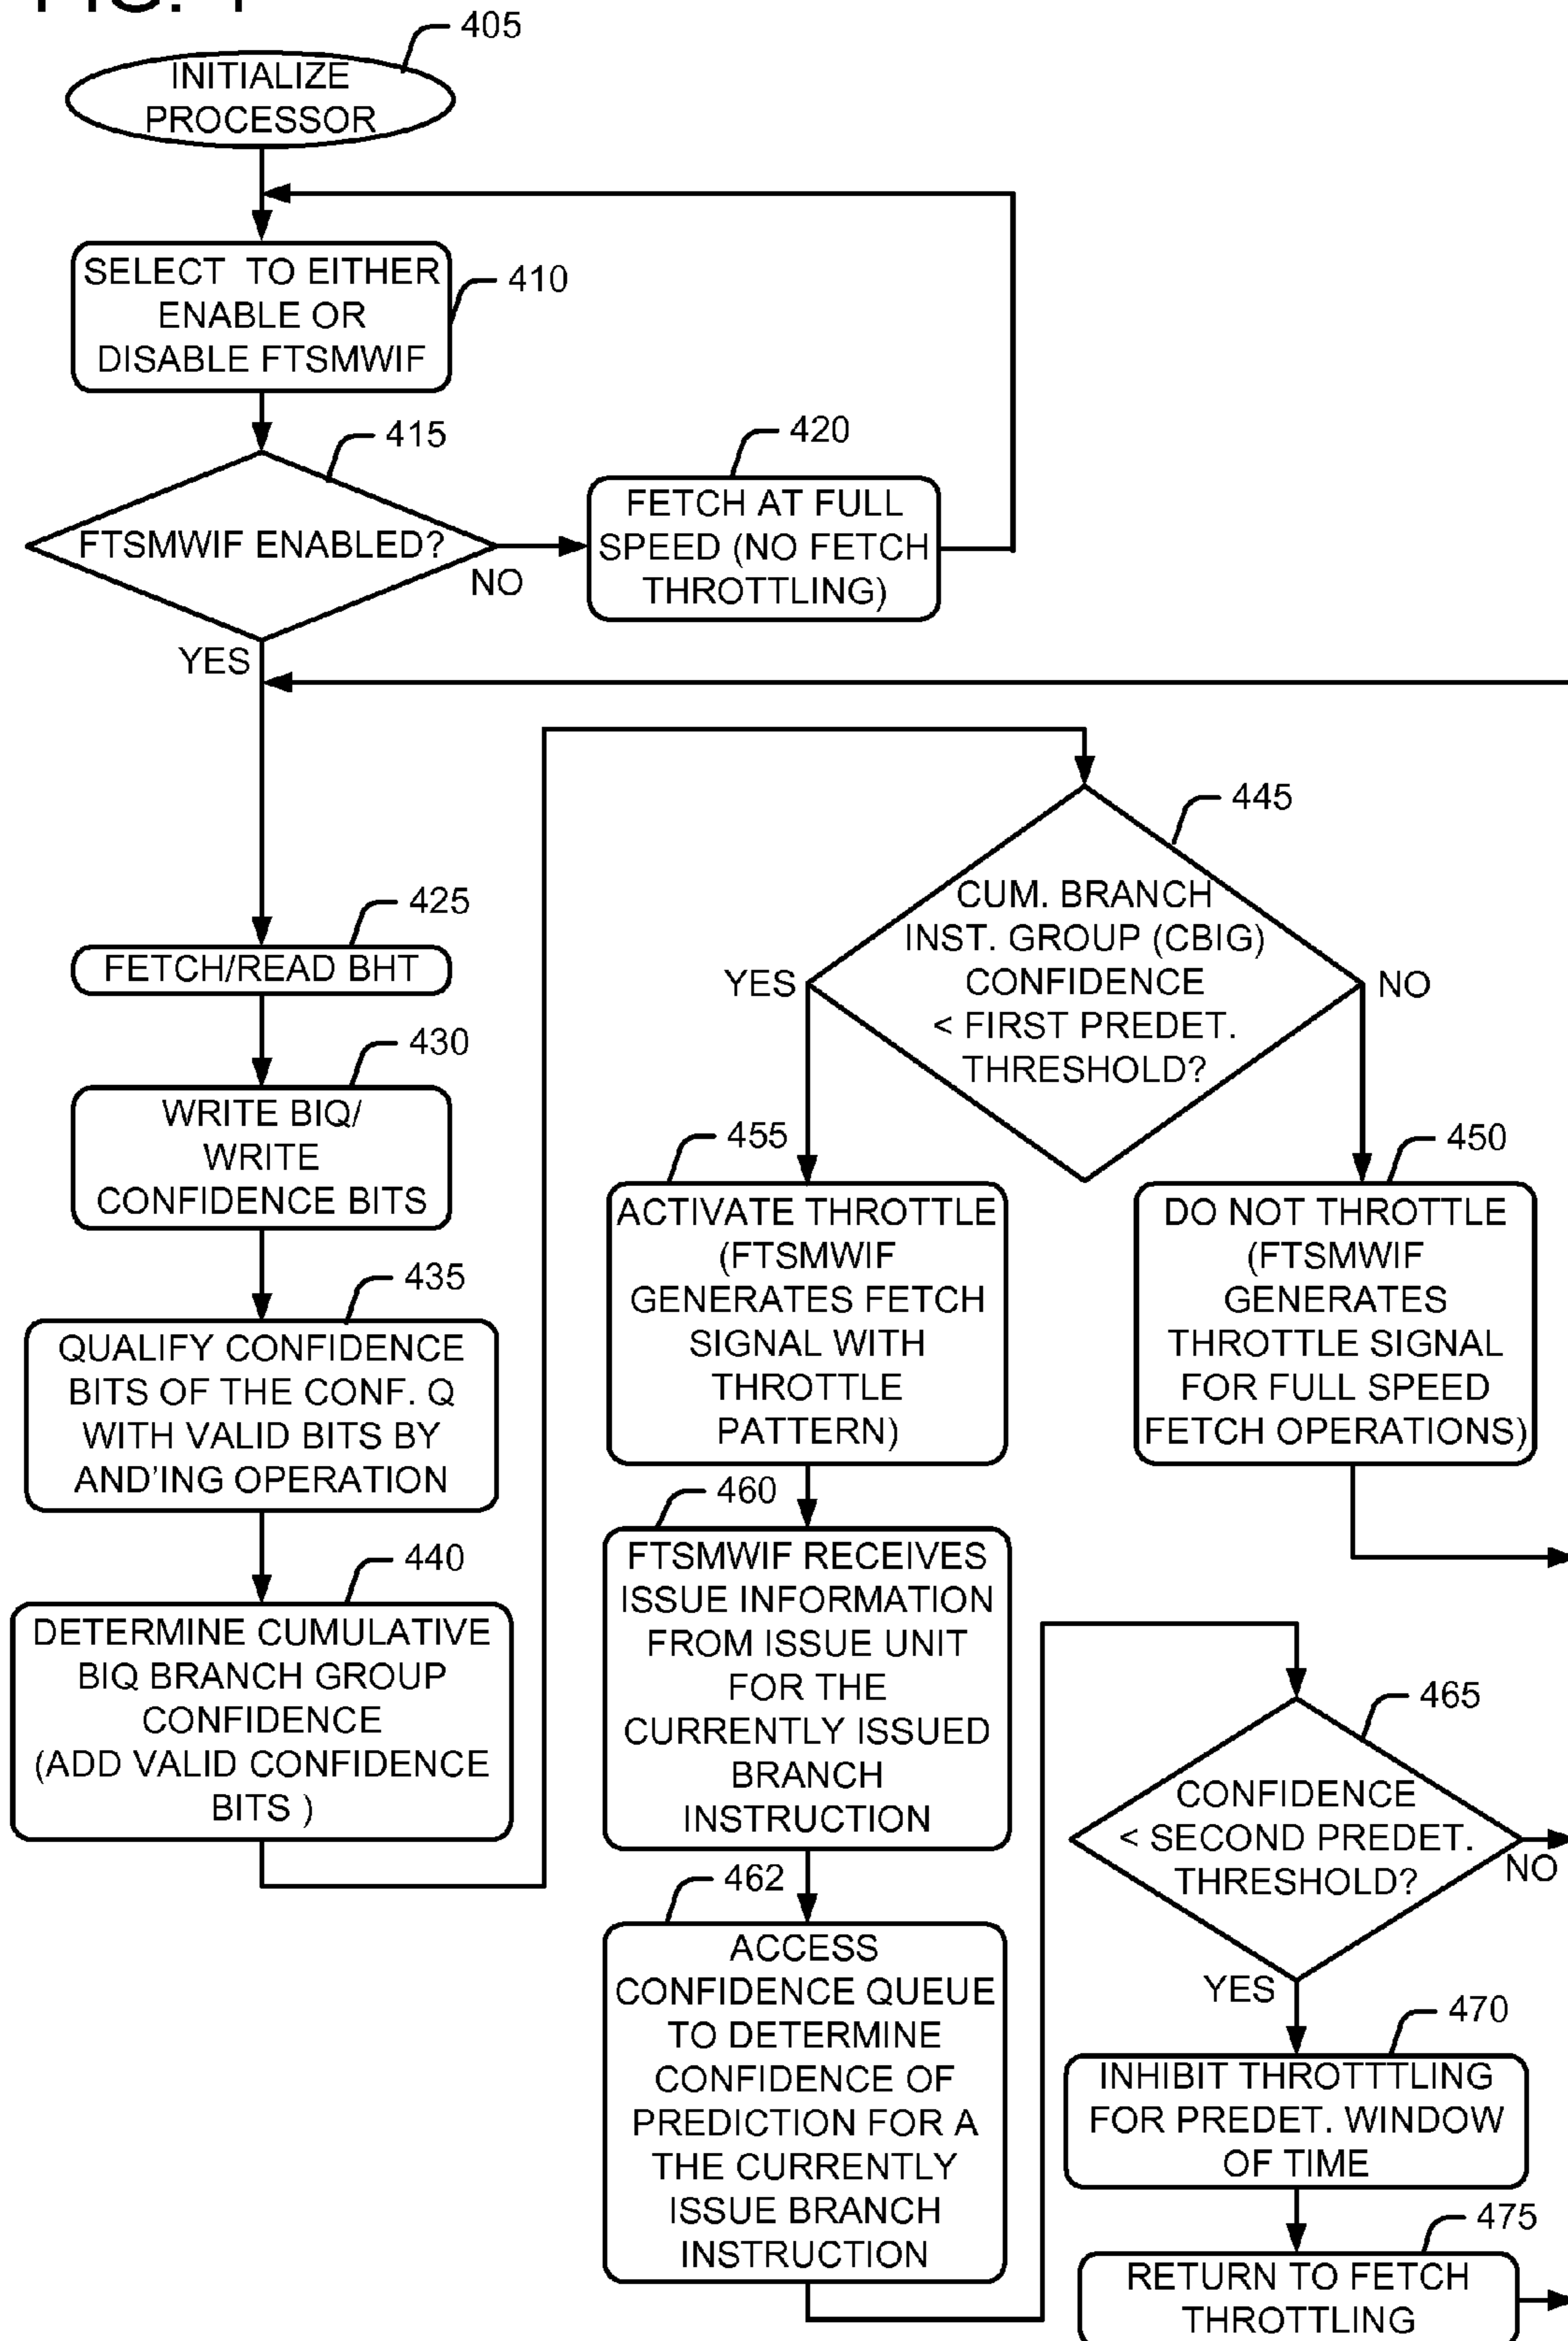 405
INITIALIZE
PROCESSOR
SELECT TO EITHER
ENABLE OR
DISABLE FTSMWIF
410
415
FTSMWIF ENABLED?
NO
YES
420
FETCH AT FULL
SPEED (NO FETCH
THROTTLING)
425
FETCH/READ BHT
430
WRITE BIQ/
WRITE
CONFIDENCE BITS
435
QUALIFY CONFIDENCE
BITS OF THE CONF. Q
WITH VALID BITS BY
AND'ING OPERATION
440
DETERMINE CUMULATIVE
BIQ BRANCH GROUP
CONFIDENCE
(ADD VALID CONFIDENCE
BITS )
445
CUM. BRANCH
INST. GROUP (CBIG)
CONFIDENCE
< FIRST PREDET.
THRESHOLD?
YES
NO
455
ACTIVATE THROTTLE
(FTSMWIF
GENERATES FETCH
SIGNAL WITH
THROTTLE
PATTERN)
450
DO NOT THROTTLE
(FTSMWIF
GENERATES
THROTTLE SIGNAL
FOR FULL SPEED
FETCH OPERATIONS)
460
FTSMWIF RECEIVES
ISSUE INFORMATION
FROM ISSUE UNIT
FOR THE
CURRENTLY ISSUED
BRANCH
INSTRUCTION
462
ACCESS
CONFIDENCE QUEUE
TO DETERMINE
CONFIDENCE OF
PREDICTION FOR A
THE CURRENTLY
ISSUE BRANCH
INSTRUCTION
465
CONFIDENCE
< SECOND PREDET.
THRESHOLD?
NO
YES
470
INHIBIT THROTTTLING
FOR PREDET. WINDOW
OF TIME
475
RETURN TO FETCH
THROTTLING